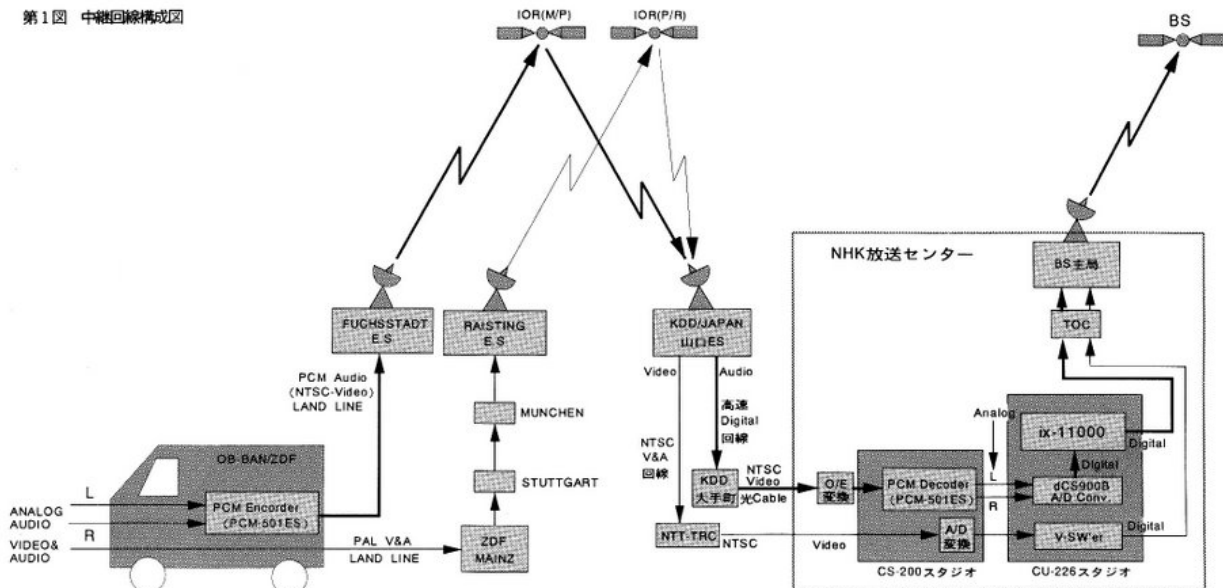 第1図 中継回線構成図
IOR(M/P)
IOR(P/R)
BS
NHK放送センター
BS主局
TOC
FUCHSSTADT
E.S
RAISTING
E.S
KDD/JAPAN
山口ES
PCM Audio
(NTSC-Video)
LAND LINE
MUNCHEN
STUTTGART
Video
Audio
高速
Digital
回線
NTSC
V&A
回線
OB-BAN/ZDF
L
R
ANALOG
AUDIO
VIDEO&
AUDIO
PCM Encorder
(PCM-501ES)
PAL V&A
LAND LINE
ZDF
MAINZ
KDD
大手町
NTSC
Video
光Cable
NTT-TRC
NTSC
Video
O/E
変換
PCM Decoder
(PCM-501ES)
A/D
変換
CS-200スタジオ
Analog
L
R
ix-11000
Digital
Digital
dCS900B
A/D Conv.
V-SW'er
Digital
CU-226スタジオ